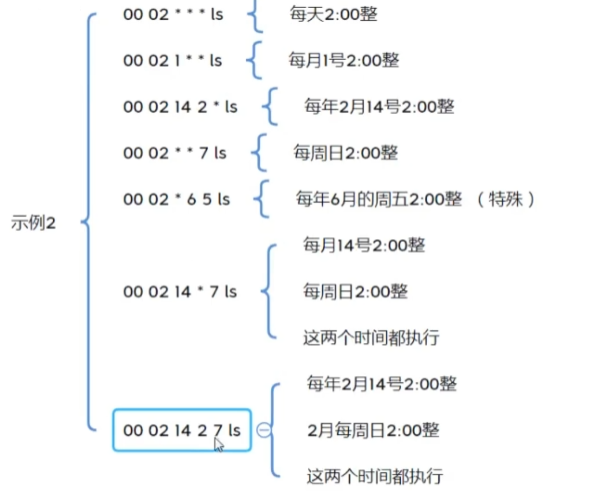 00 02 * * * ls
每天2:00整
00 02 1 * * ls
每月1号2:00整
00 02 14 2 * ls
每年2月14号2:00整
00 02 * * 7 ls
每周日2:00整
00 02 * 6 5 ls
每年6月的周五2:00整 （特殊）
示例2
00 02 14 * 7 ls
每月14号2:00整
每周日2:00整
这两个时间都执行
00 02 14 2 7 ls
每年2月14号2:00整
2月每周日2:00整
这两个时间都执行